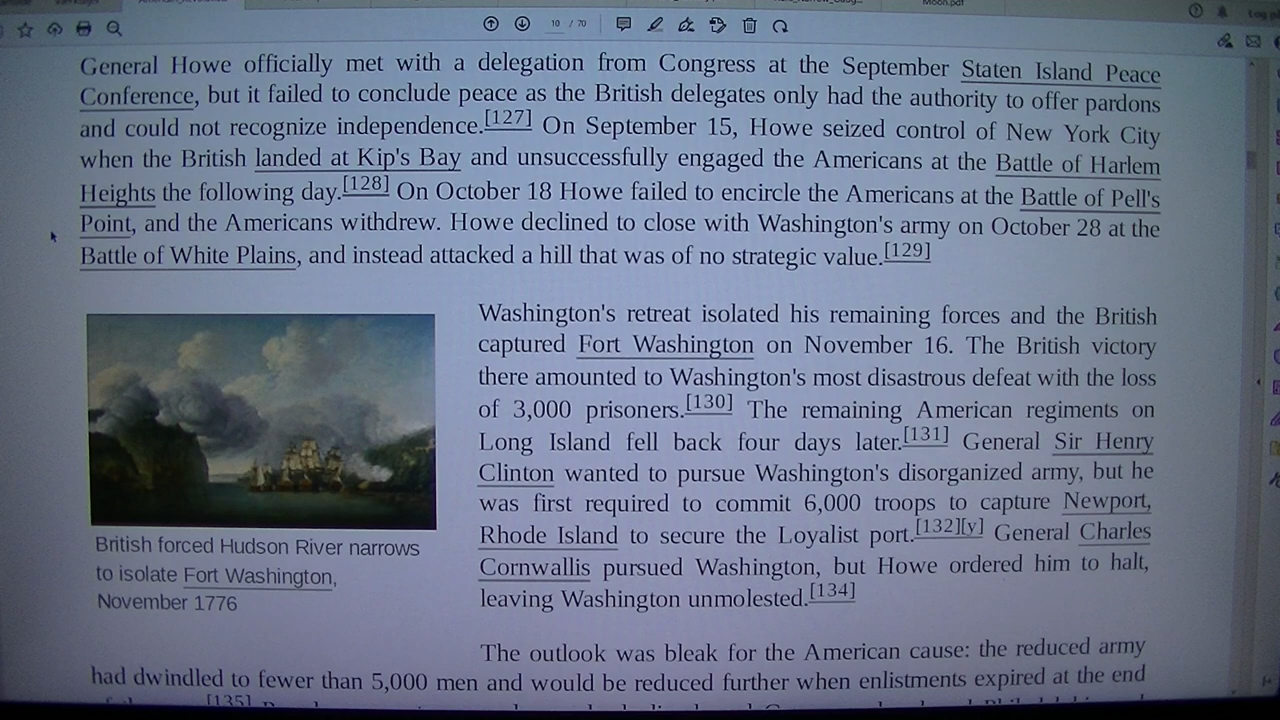 Moon.pdf
10 / 70
General Howe officially met with a delegation from Congress at the September Staten Island Peace
Conference, but it failed to conclude peace as the British delegates only had the authority to offer pardons
and could not recognize independence.[127] On September 15, Howe seized control of New York City
when the British landed at Kip's Bay and unsuccessfully engaged the Americans at the Battle of Harlem
Heights the following day.[128] On October 18 Howe failed to encircle the Americans at the Battle of Pell's
Point, and the Americans withdrew. Howe declined to close with Washington's army on October 28 at the
Battle of White Plains, and instead attacked a hill that was of no strategic value.[129]
Washington's retreat isolated his remaining forces and the British
captured Fort Washington on November 16. The British victory
there amounted to Washington's most disastrous defeat with the loss
of 3,000 prisoners.[130] The remaining American regiments on
Long Island fell back four days later.[131] General Sir Henry
Clinton wanted to pursue Washington's disorganized army, but he
was first required to commit 6,000 troops to capture Newport,
Rhode Island to secure the Loyalist port.[132][y] General Charles
Cornwallis pursued Washington, but Howe ordered him to halt,
leaving Washington unmolested.[134]
British forced Hudson River narrows
to isolate Fort Washington,
November 1776
The outlook was bleak for the American cause: the reduced army
had dwindled to fewer than 5,000 men and would be reduced further when enlistments expired at the end
[135]